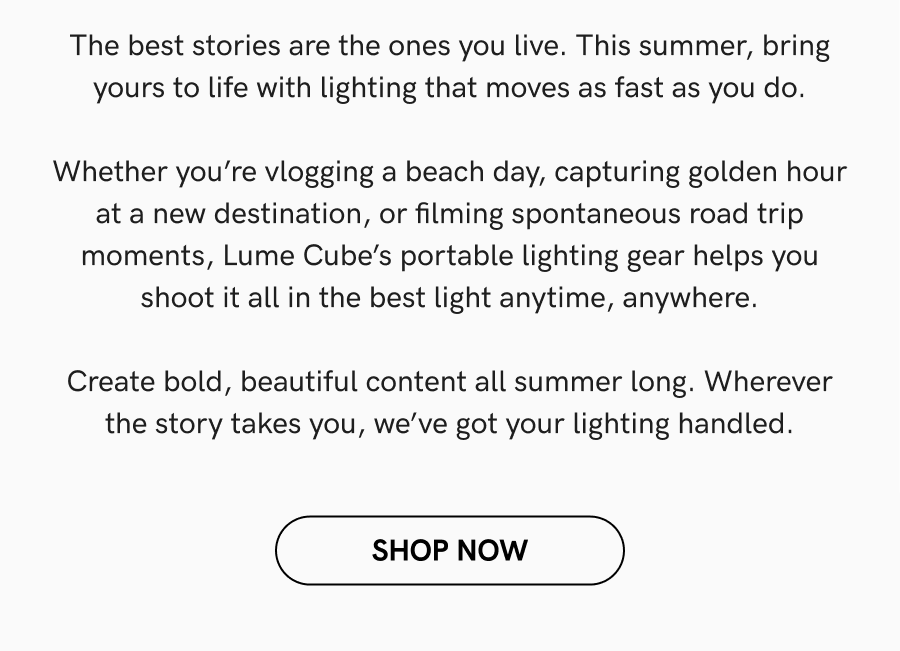 The best stories are the ones you live. This summer, bring
yours to life with lighting that moves as fast as you do.
Whether you’re vlogging a beach day, capturing golden hour
at a new destination, or filming spontaneous road trip
moments, Lume Cube’s portable lighting gear helps you
shoot it all in the best light anytime, anywhere.
Create bold, beautiful content all summer long. Wherever
the story takes you, we’ve got your lighting handled.
SHOP NOW